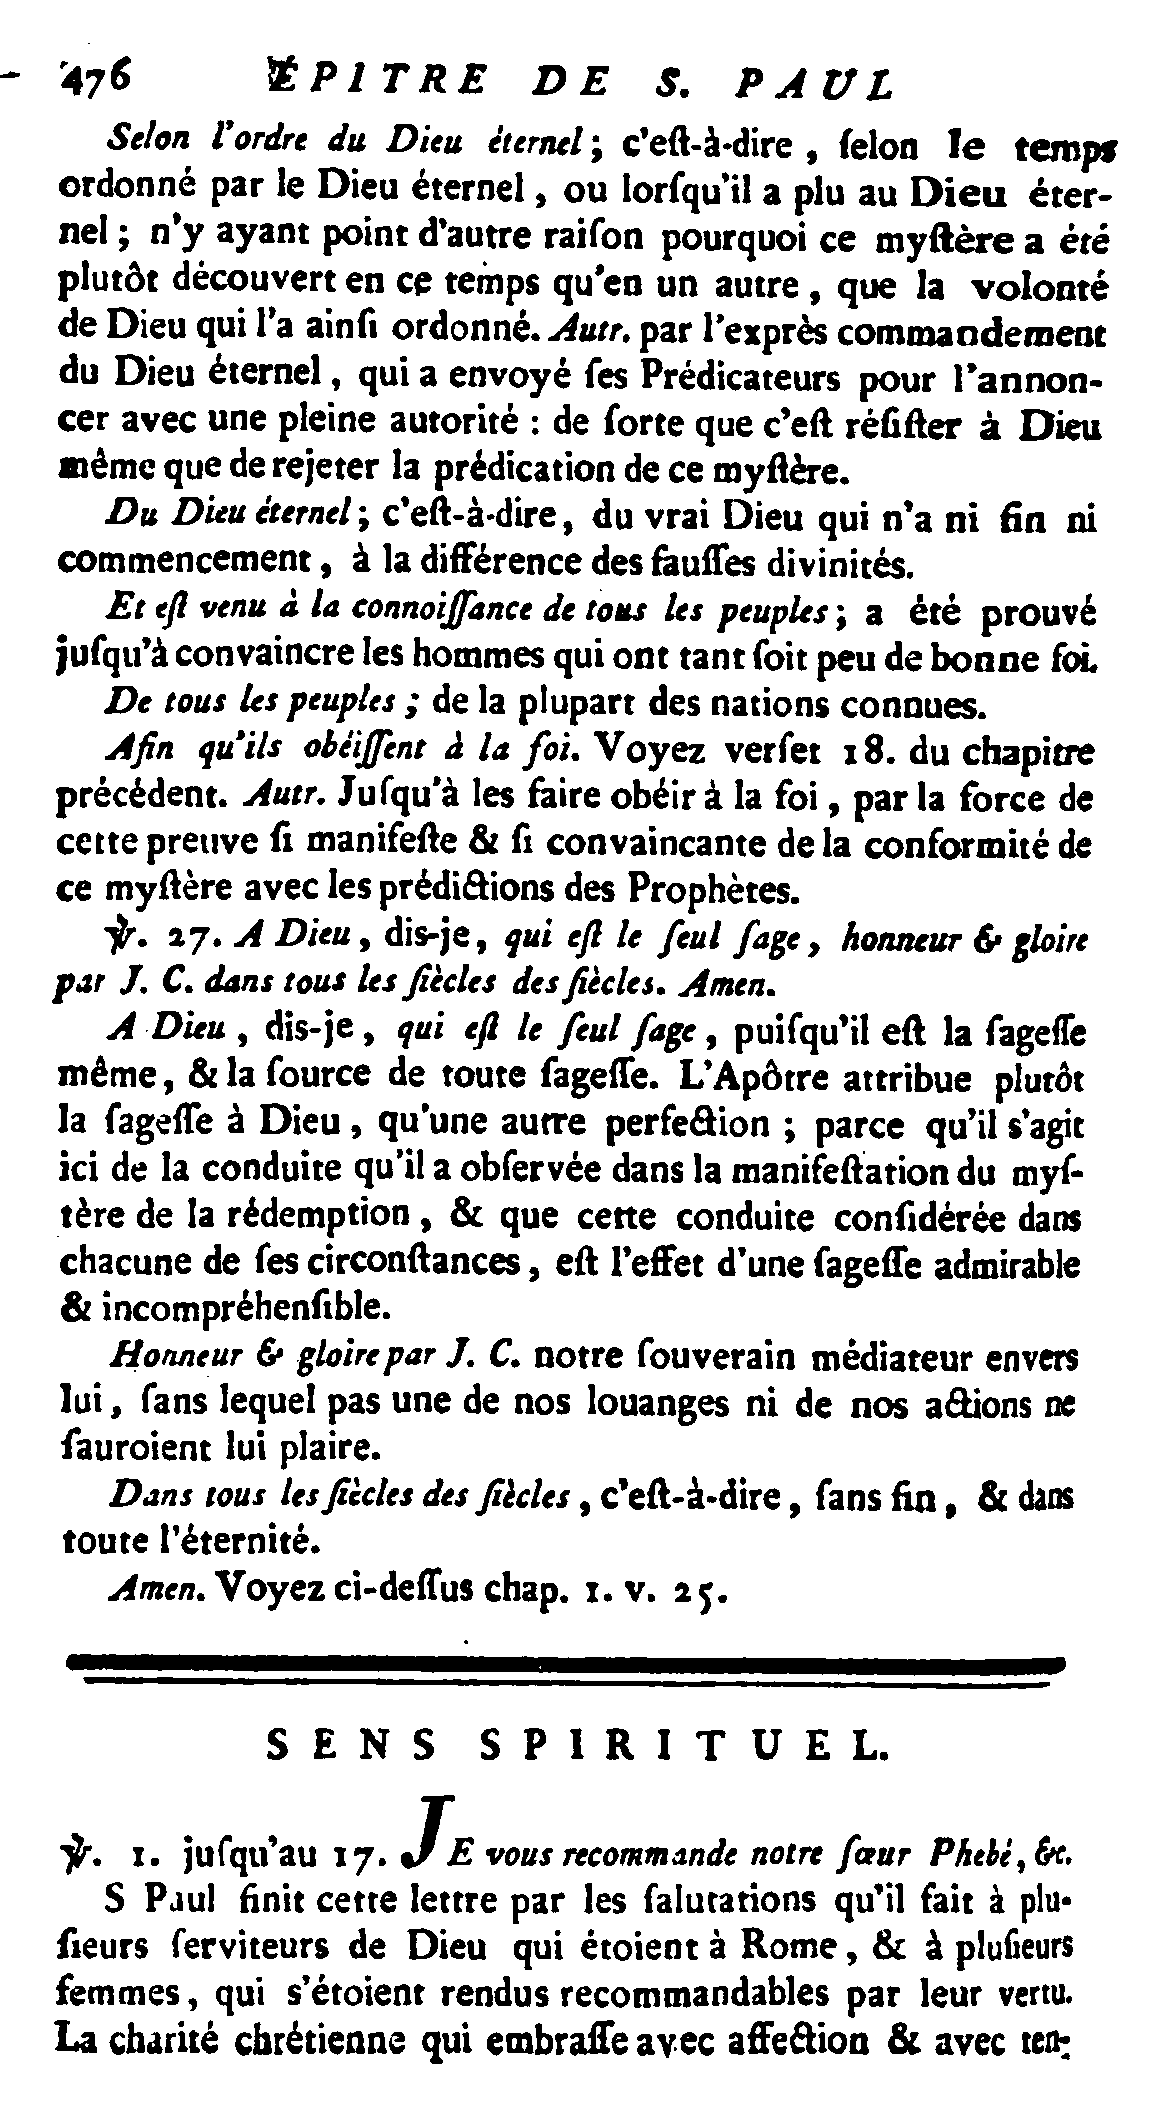 476 ÉPITRE DE S. PAUL
Selon l'ordre du Dieu éternel ; c'eſt-à-dire , ſelon le temps
ordonné par le Dieu éternel , ou lorſqu'il a plu au Dieu éter-
nel ; n'y ayant point d'autre raiſon pourquoi ce myſtère a été
plutôt découvert en ce temps qu'en un autre , que la volonté
de Dieu qui l'a ainſi ordonné. Autr. par l'exprès commandement
du Dieu éternel , qui a envoyé ſes Prédicateurs pour l'annon-
cer avec une pleine autorité : de ſorte que c'eſt réſiſter à Dieu
même que de rejeter la prédication de ce myſtère.
Du Dieu éternel ; c'eſt-à-dire , du vrai Dieu qui n'a ni fin ni
commencement , à la différence des fauſſes divinités.
Et eſt venu à la connoiſſance de tous les peuples ; a été prouvé
juſqu'à convaincre les hommes qui ont tant ſoit peu de bonne foi.
De tous les peuples ; de la plupart des nations connues.
Afin qu'ils obéiſſent à la foi. Voyez verſet 18. du chapitre
précédent. Autr. Juſqu'à les faire obéir à la foi , par la force de
cette preuve ſi manifeſte & ſi convaincante de la conformité de
ce myſtère avec les prédictions des Prophètes.
℣. 27. A Dieu , dis-je , qui eſt le ſeul ſage , honneur & gloire
par J. C. dans tous les ſiècles des ſiècles. Amen.
A Dieu , dis-je , qui eſt le ſeul ſage , puiſqu'il eſt la ſageſſe
même , & la ſource de toute ſageſſe. L'Apôtre attribue plutôt
la ſageſſe à Dieu , qu'une autre perfection ; parce qu'il s'agit
ici de la conduite qu'il a obſervée dans la manifeſtation du myſ-
tère de la rédemption , & que cette conduite conſidérée dans
chacune de ſes circonſtances , eſt l'effet d'une ſageſſe admirable
& incompréhenſible.
Honneur & gloire par J. C. notre ſouverain médiateur envers
lui , ſans lequel pas une de nos louanges ni de nos actions ne
ſauroient lui plaire.
Dans tous les ſiècles des ſiècles , c'eſt-à-dire , ſans fin , & dans
toute l'éternité.
Amen. Voyez ci-deſſus chap. 1. v. 25.
SENS SPIRITUEL.
℣. 1. juſqu'au 17. JE vous recommande notre ſœur Phebé , &c.
S Paul finit cette lettre par les ſalutations qu'il fait à plu-
ſieurs ſerviteurs de Dieu qui étoient à Rome , & à pluſieurs
femmes , qui s'étoient rendus recommandables par leur vertu.
La charité chrétienne qui embraſſe avec affection & avec ten-